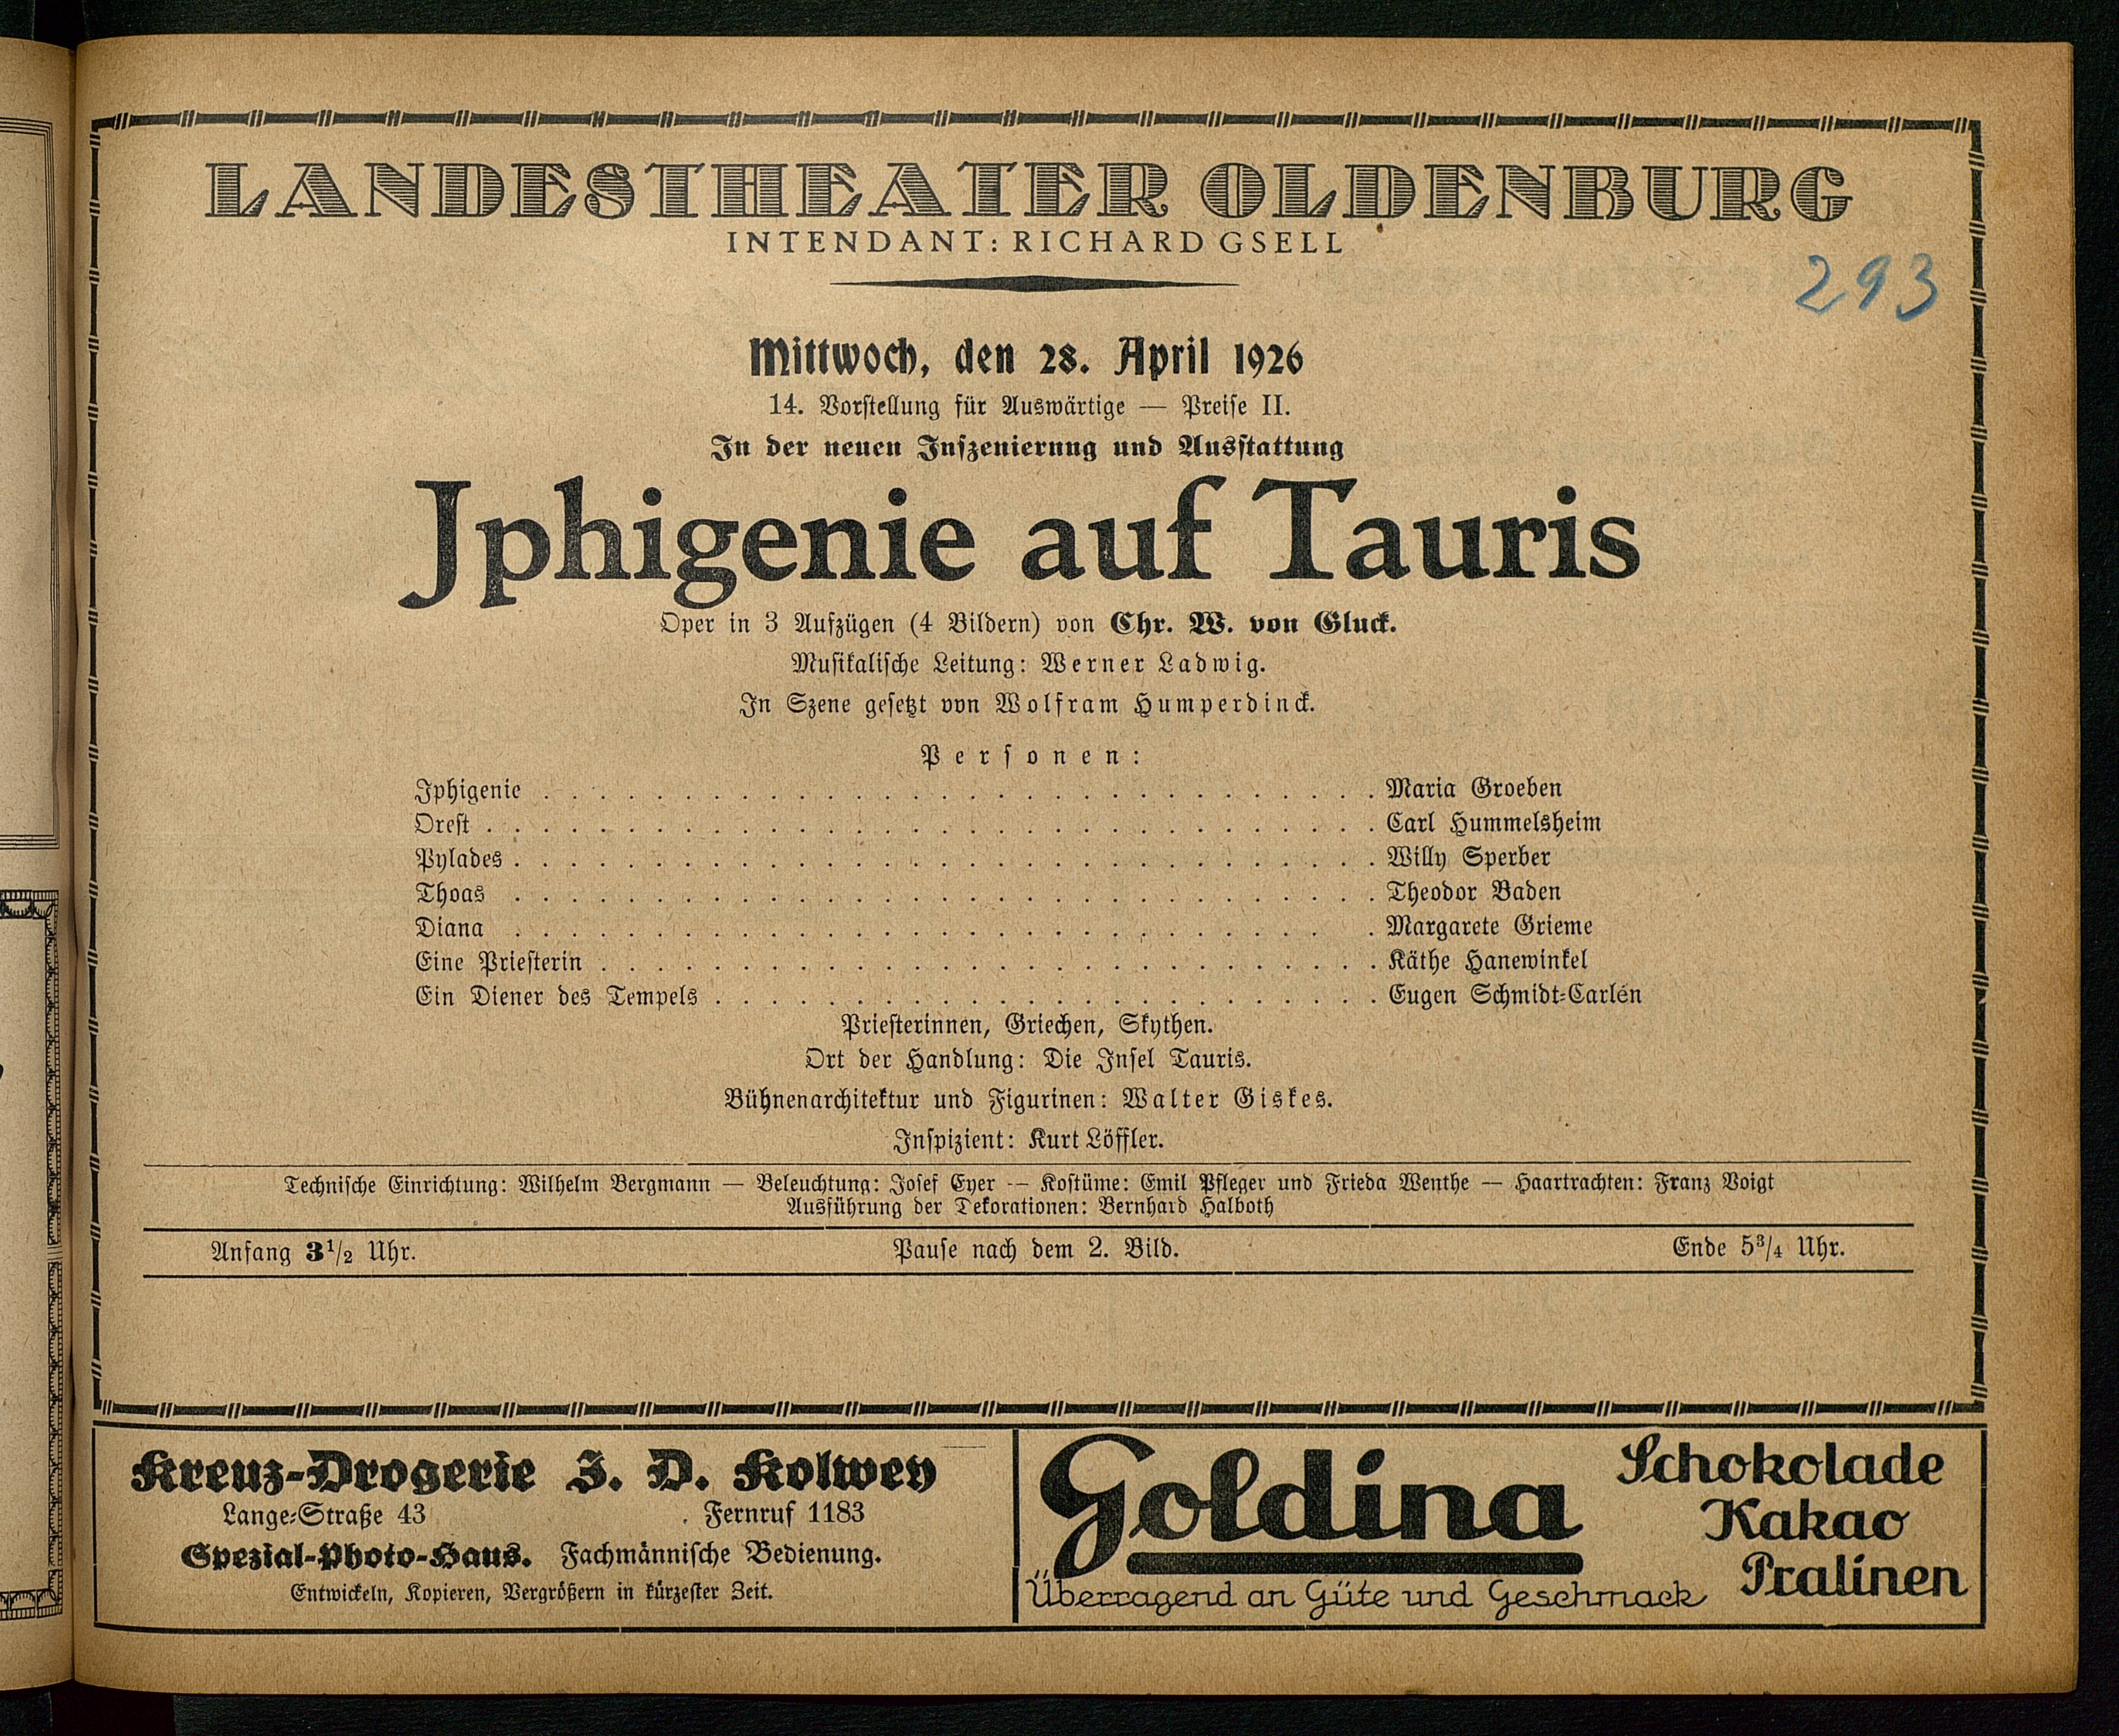 LANDESTHEATER OLDENBURG
INTENDANT: RICHARD GSELL
293
Mittwoch, den 28. April 1926
14. Vorstellung für Auswärtige — Preise II.
In der neuen Inszenierung und Ausstattung
Jphigenie auf Tauris
Oper in 3 Aufzügen (4 Bildern) von Chr. W. von Gluck.
Musikalische Leitung: Werner Ladwig.
In Szene gesetzt von Wolfram Humperdinck.
Personen:
Iphigenie . . . . . . . . . . Maria Groeben
Orest . . . . . . . . . . Carl Hummelsheim
Pylades . . . . . . . . . . Willy Sperber
Thoas . . . . . . . . . . Theodor Baden
Diana . . . . . . . . . . Margarete Grieme
Eine Priesterin . . . . . . . . . . Käthe Hanewinkel
Ein Diener des Tempels . . . . . . . . . . Eugen Schmidt-Carlén
Priesterinnen, Griechen, Skythen.
Ort der Handlung: Die Insel Tauris.
Bühnenarchitektur und Figurinen: Walter Giskes.
Inspizient: Kurt Löffler.
Technische Einrichtung: Wilhelm Bergmann — Beleuchtung: Josef Eyer — Kostüme: Emil Pfleger und Frieda Wenthe — Haartrachten: Franz Voigt
Ausführung der Dekorationen: Bernhard Halboth
Anfang 3 1/2 Uhr. Pause nach dem 2. Bild. Ende 5 3/4 Uhr.
Kreuz-Drogerie J. D. Kolwey
Lange-Straße 43 Fernruf 1183
Spezial-Photo-Haus. Fachmännische Bedienung.
Entwickeln, Kopieren, Vergrößern in kürzester Zeit.
Goldina
Schokolade
Kakao
Pralinen
Überragend an Güte und Geschmack